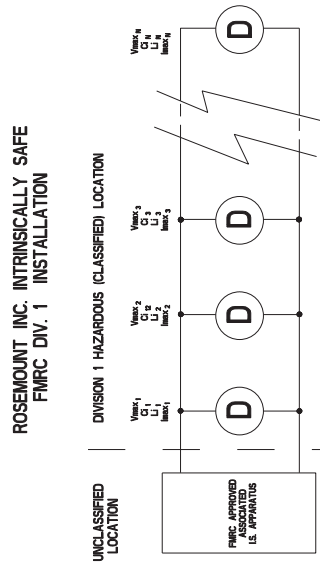 ROSEMOUNT INC. INTRINSICALLY SAFE
FMRC DIV. 1 INSTALLATION
UNCLASSIFIED
LOCATION
DIVISION 1 HAZARDOUS (CLASSIFIED) LOCATION
Vmax 1
Ci 1
Li 1
Imax 1
Vmax 2
Ci 12
Li 2
Imax 2
Vmax 3
Ci 3
Li 3
Imax 3
Vmax N
Ci N
Li N
Imax N
FMRC APPROVED
ASSOCIATED
I.S. APPARATUS
D
D
D
D